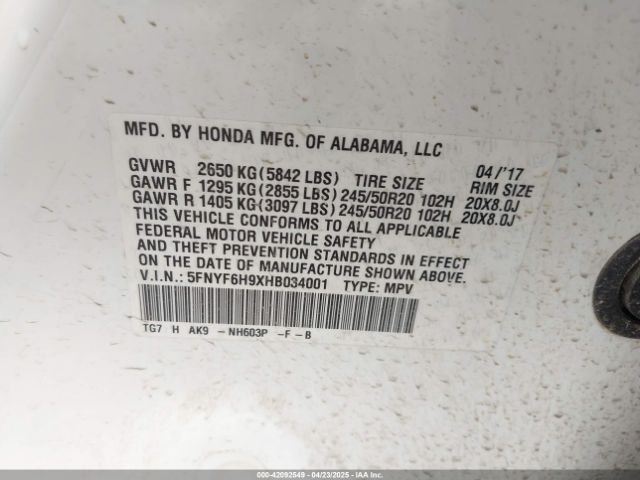 MFD. BY HONDA MFG. OF ALABAMA, LLC
04/'17
GVWR 2650 KG(5842 LBS) TIRE SIZE RIM SIZE
GAWR F 1295 KG(2855 LBS)245/50R20 102H 20X8.0J
GAWR R 1405 KG(3097 LBS)245/50R20 102H 20X8.0J
THIS VEHICLE CONFORMS TO ALL APPLICABLE
FEDERAL MOTOR VEHICLE SAFETY
AND THEFT PREVENTION STANDARDS IN EFFECT
ON THE DATE OF MANUFACTURE SHOWN ABOVE.
V.I.N.: 5FNYF6H9XHB034001 TYPE: MPV
TG7 H AK9 -NH603P -F-B
000-42092549 - 04/23/2025 - IAA Inc.